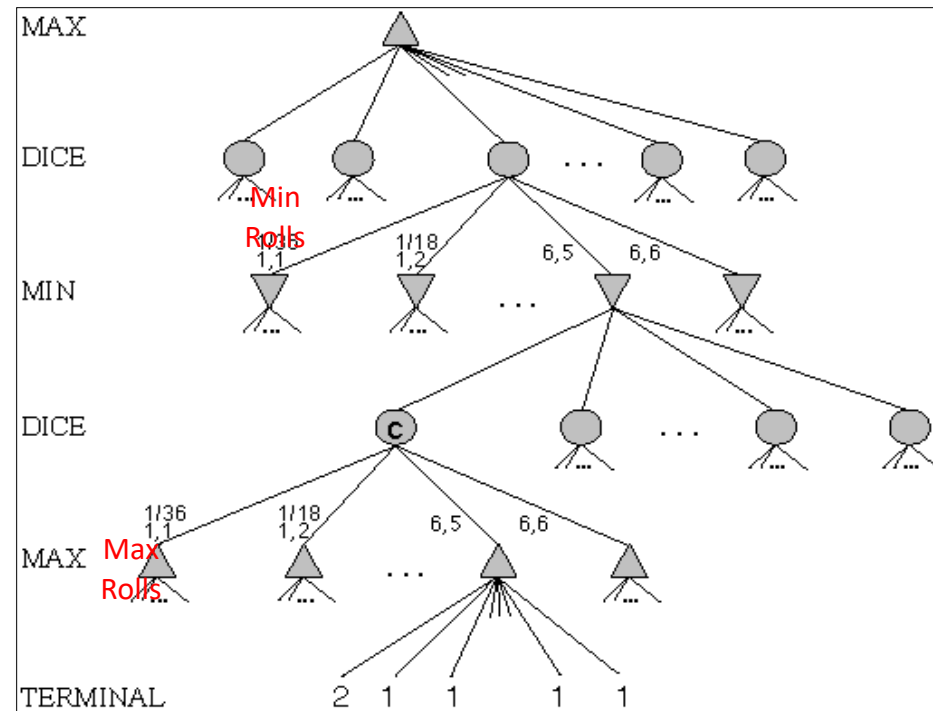 MAX
DICE
...
Min
Rolls
1/36 1/18
1,1 1,2 6,5 6,6
MIN
...
DICE
C
...
1/36 1/18
1,1 1,2 6,5 6,6
MAX
Max
Rolls
...
TERMINAL 2 1 1 1 1